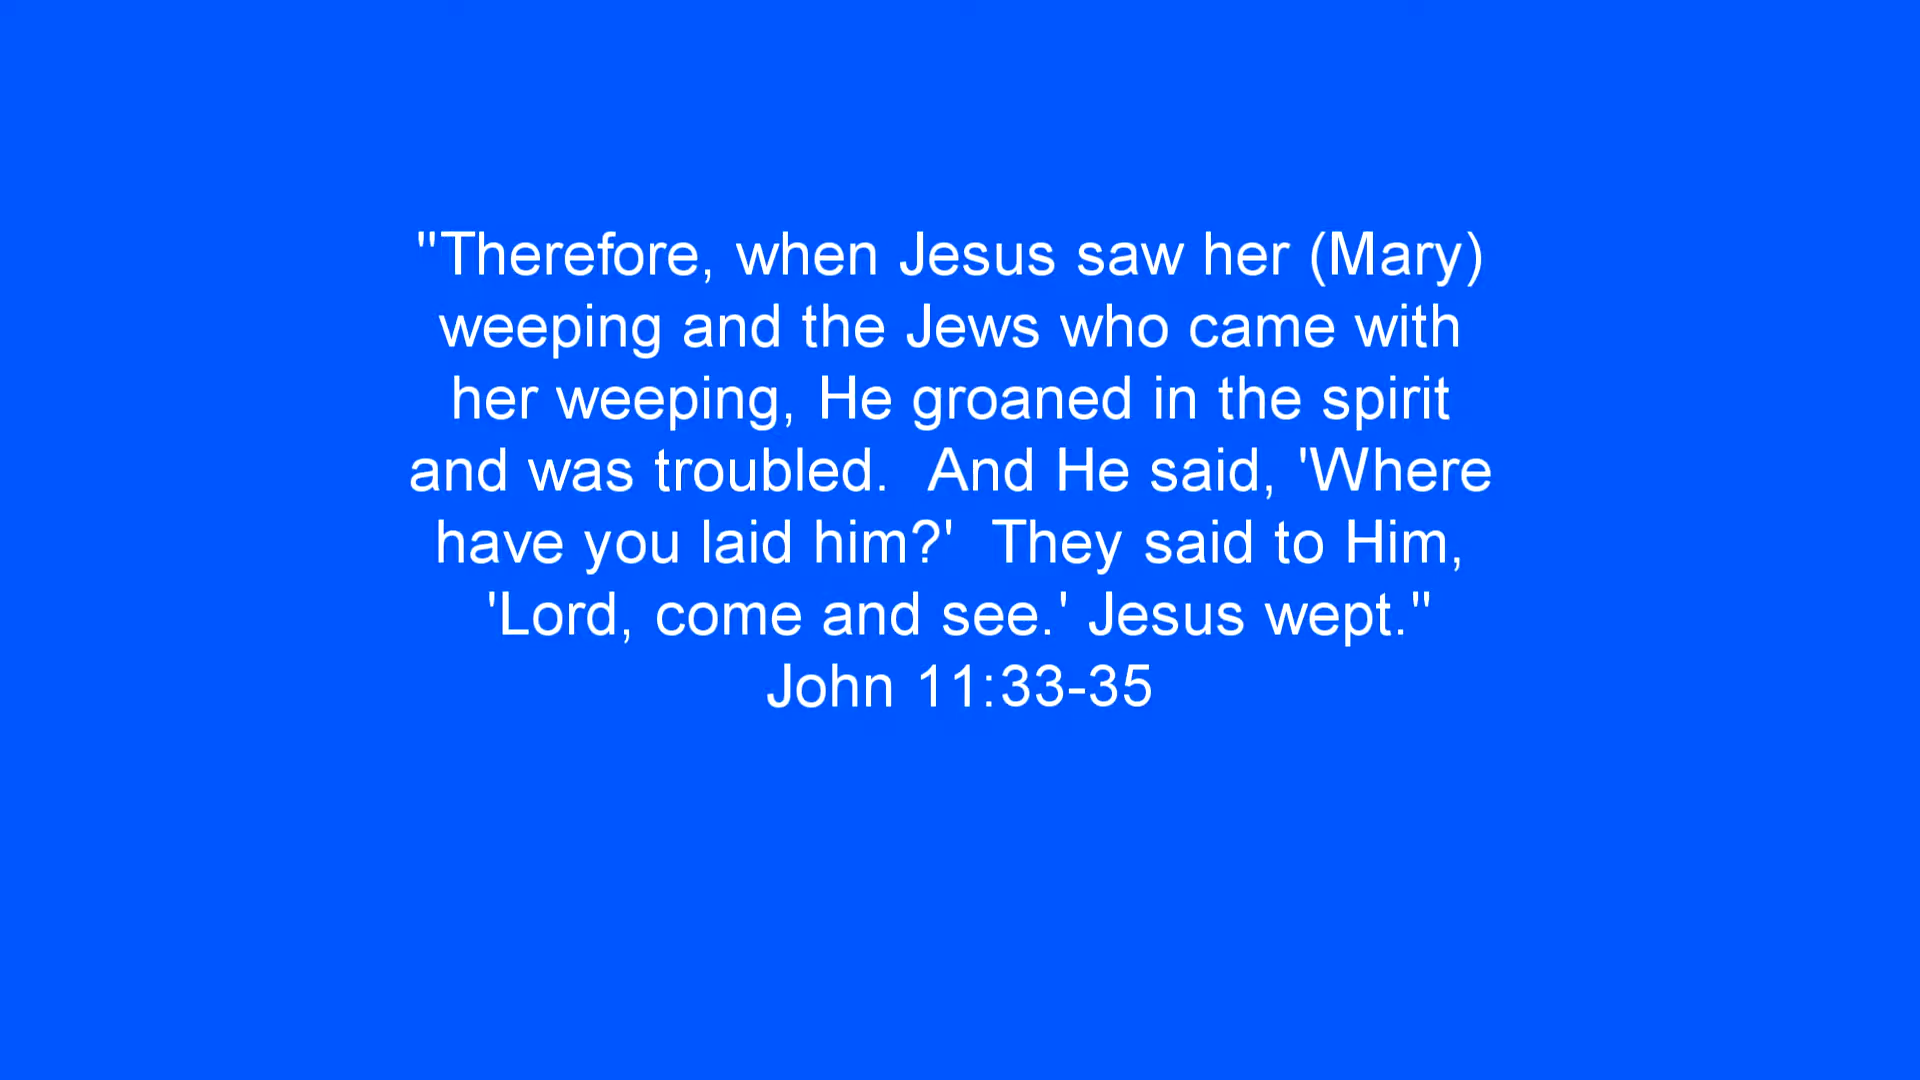 "Therefore, when Jesus saw her (Mary)
weeping and the Jews who came with
her weeping, He groaned in the spirit
and was troubled.  And He said, 'Where
have you laid him?'  They said to Him,
'Lord, come and see.' Jesus wept."
John 11:33-35